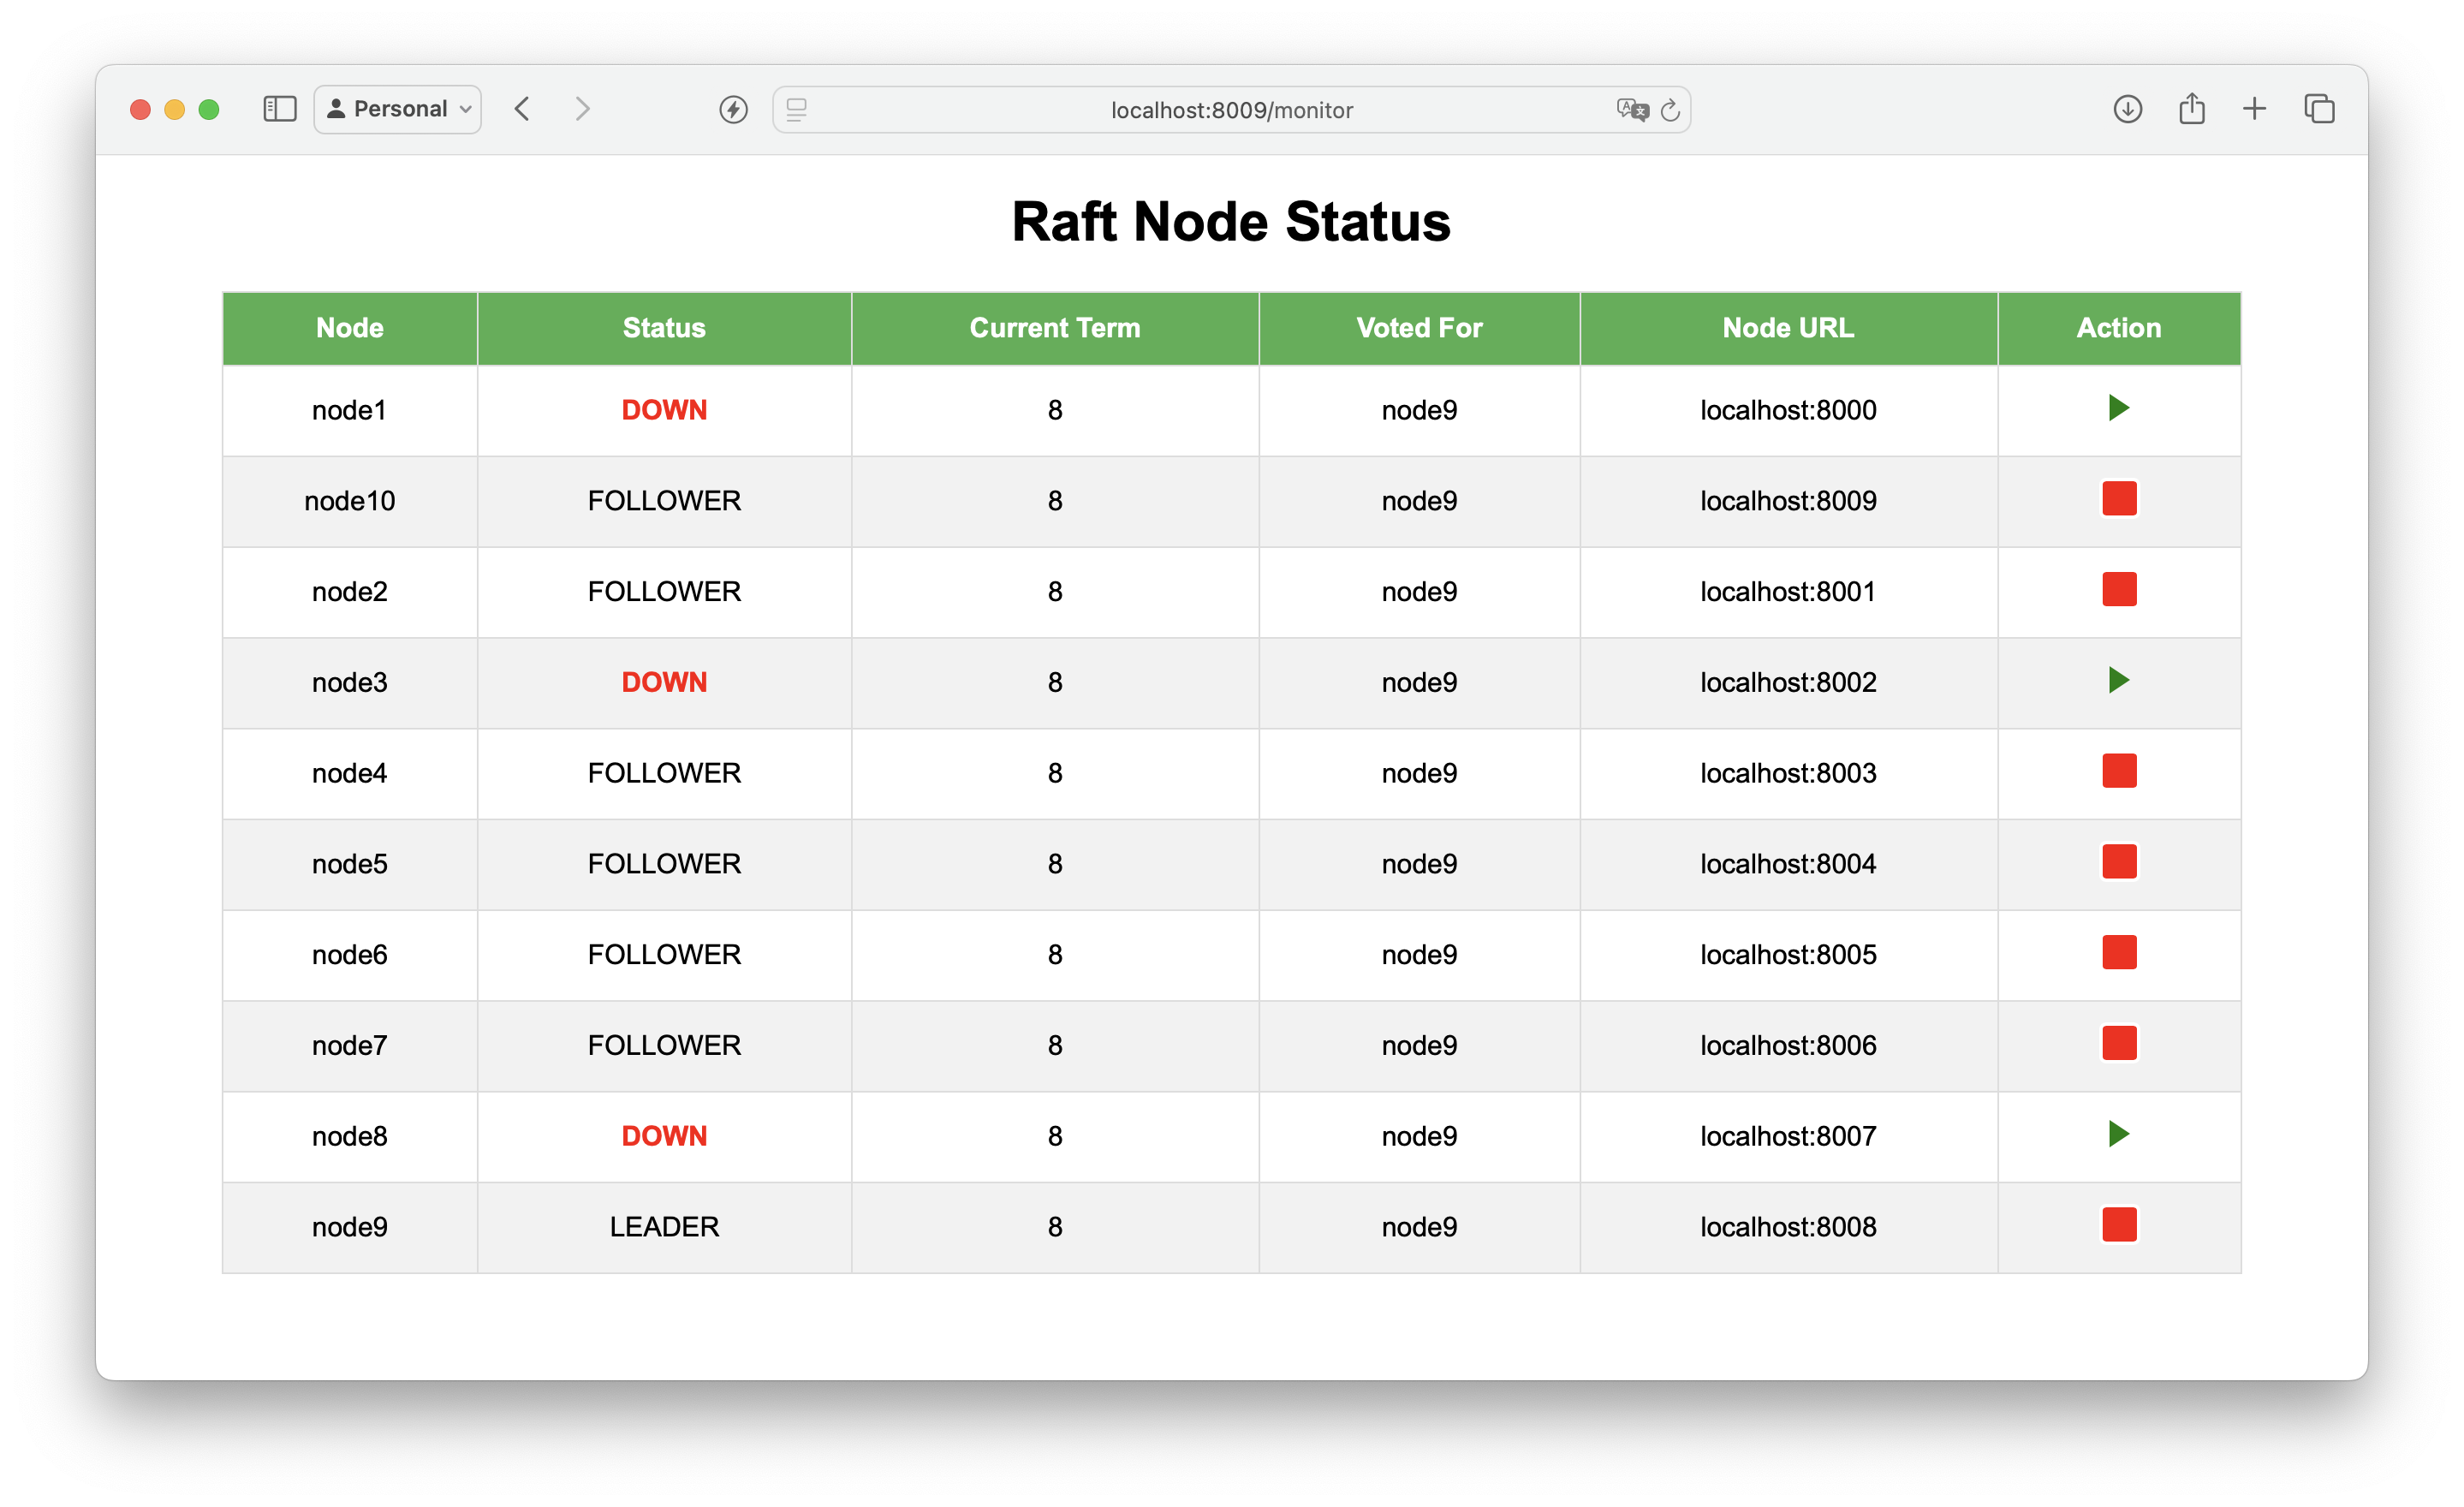 Personal
localhost:8009/monitor
Raft Node Status
Node Status Current Term Voted For Node URL Action
node1 DOWN 8 node9 localhost:8000
node10 FOLLOWER 8 node9 localhost:8009
node2 FOLLOWER 8 node9 localhost:8001
node3 DOWN 8 node9 localhost:8002
node4 FOLLOWER 8 node9 localhost:8003
node5 FOLLOWER 8 node9 localhost:8004
node6 FOLLOWER 8 node9 localhost:8005
node7 FOLLOWER 8 node9 localhost:8006
node8 DOWN 8 node9 localhost:8007
node9 LEADER 8 node9 localhost:8008